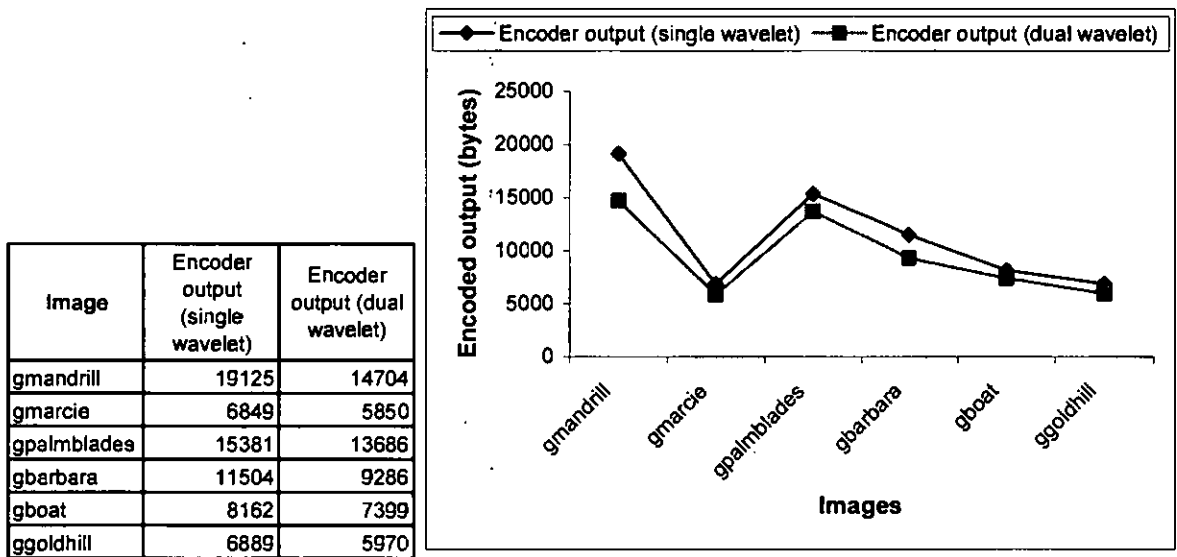 Encoder output (single wavelet) Encoder output (dual wavelet)
Encoded output (bytes)
25000
20000
15000
10000
5000
0
gmandrill gmarcie gpalmblades gbarbara gboat ggoldhill
Images
Image Encoder output (single wavelet) Encoder output (dual wavelet)
gmandrill 19125 14704
gmarcie 6849 5850
gpalmblades 15381 13686
gbarbara 11504 9286
gboat 8162 7399
ggoldhill 6889 5970